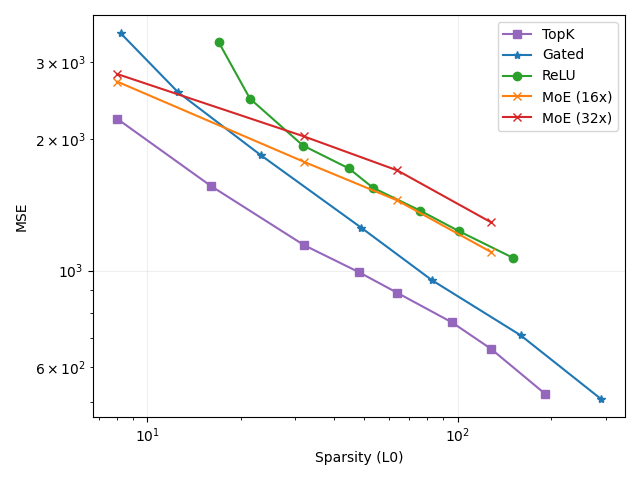 TopK
Gated
ReLU
MoE (16x)
MoE (32x)
3 × 10³
2 × 10³
10³
6 × 10²
MSE
10¹
10²
Sparsity (L0)